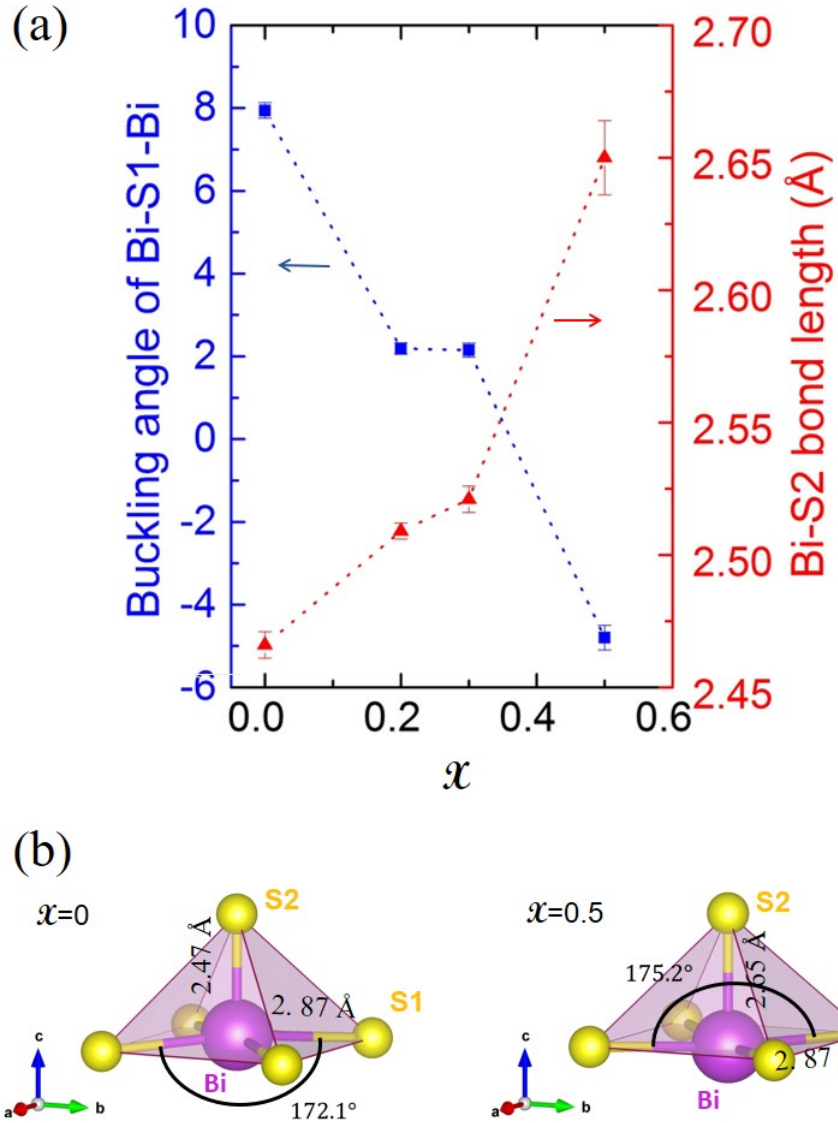 (a)
Buckling angle of Bi-S1-Bi
10
8
6
4
2
0
-2
-4
-6
2.70
2.65
2.60
2.55
2.50
2.45
Bi-S2 bond length (Å)
0.0 0.2 0.4 0.6
x
(b)
x=0
S2
2.47 Å
2. 87 Å
S1
Bi
172.1°
c
a
b
x=0.5
S2
175.2°
2.65 Å
2. 87
Bi
c
a
b